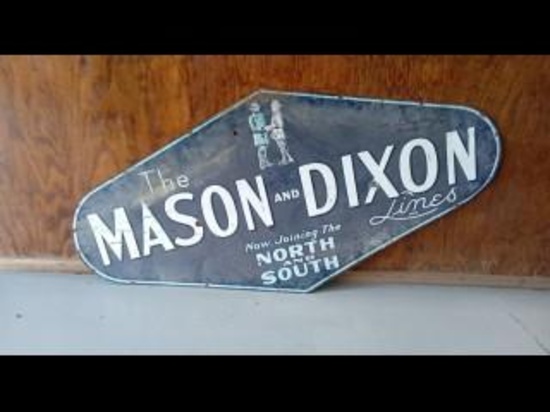 The
MASON AND DIXON
Lines
Now Joining The
NORTH
AND
SOUTH